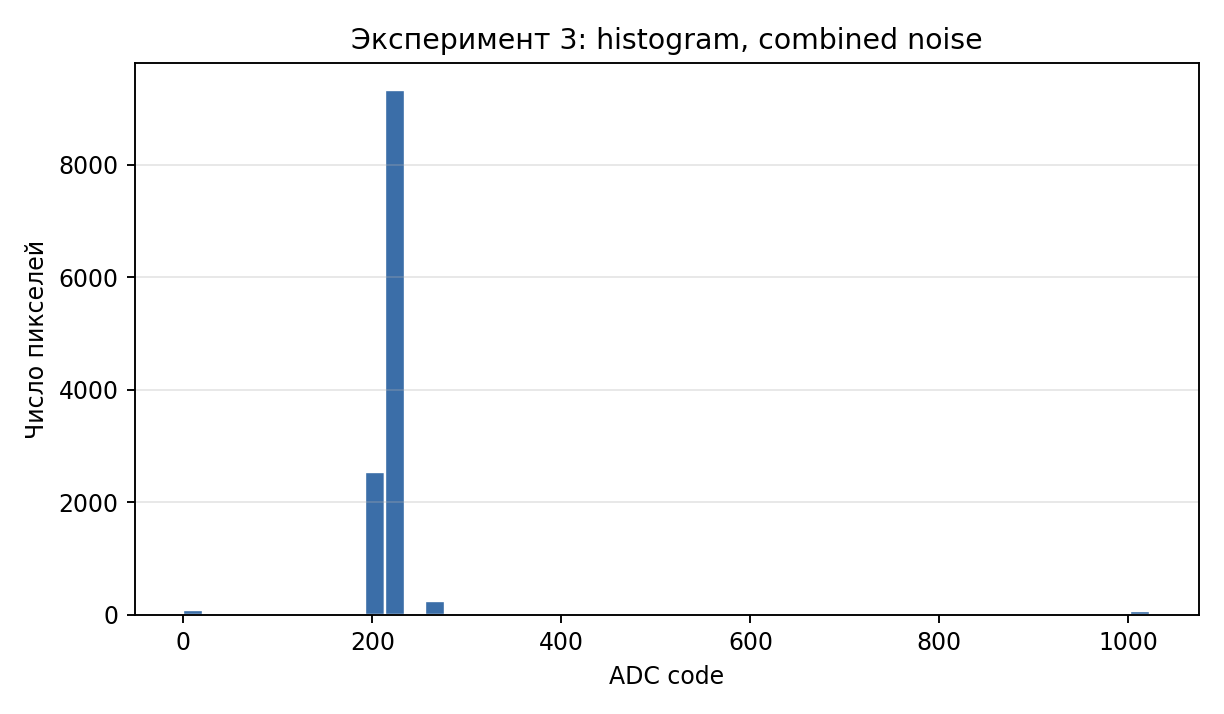 Эксперимент 3: histogram, combined noise
Число пикселей
8000
6000
4000
2000
0
0 200 400 600 800 1000
ADC code